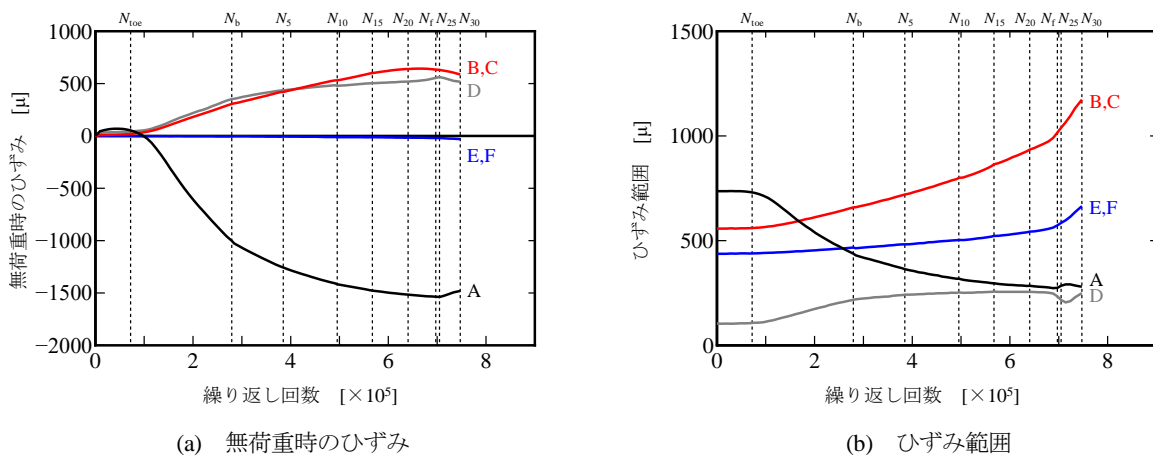 N_toe N_b N_5 N_10 N_15 N_20 N_f N_25 N_30
1000
500
0
−500
−1000
−1500
−2000
無荷重時のひずみ [μ]
B,C
D
E,F
A
0 2 4 6 8
繰り返し回数 [×10⁵]
(a) 無荷重時のひずみ
N_toe N_b N_5 N_10 N_15 N_20 N_f N_25 N_30
1500
1000
500
0
ひずみ範囲 [μ]
B,C
E,F
A
D
0 2 4 6 8
繰り返し回数 [×10⁵]
(b) ひずみ範囲